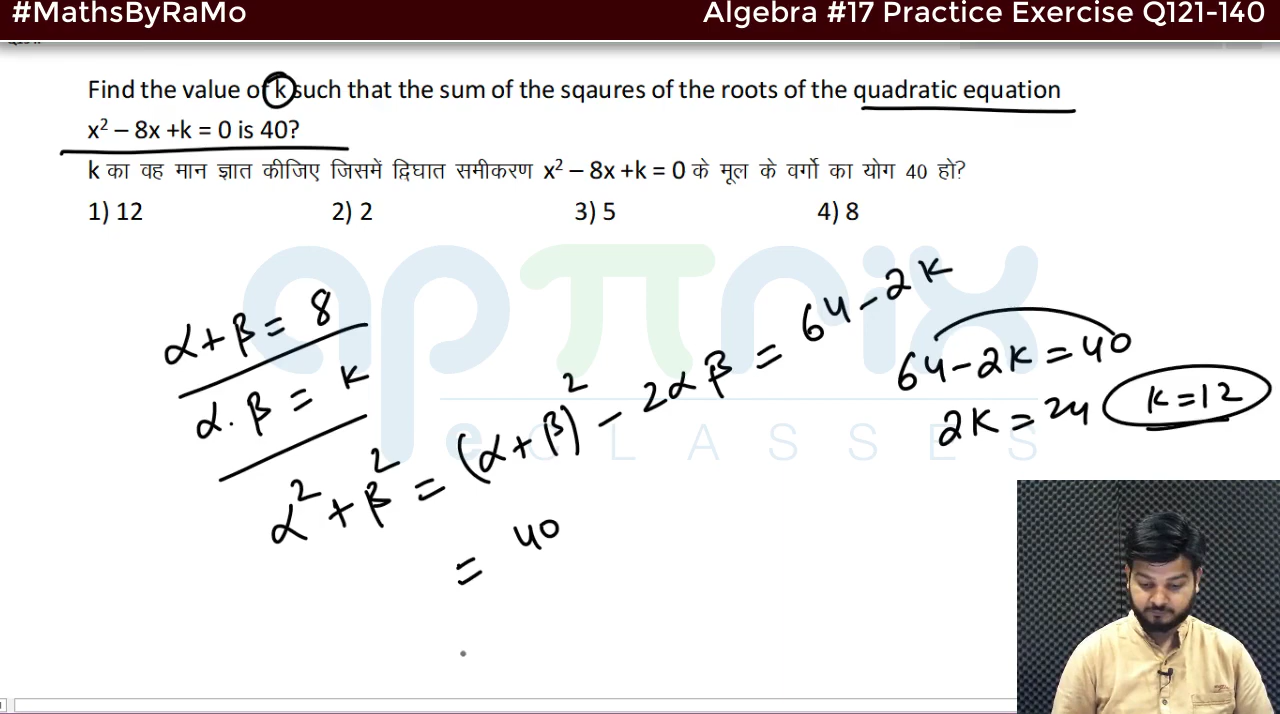 #MathsByRaMo
Algebra #17 Practice Exercise Q121-140
Find the value of k such that the sum of the sqaures of the roots of the quadratic equation
x² – 8x +k = 0 is 40?
k का वह मान ज्ञात कीजिए जिसमें द्विघात समीकरण x² – 8x +k = 0 के मूल के वर्गो का योग 40 हो?
1) 12 2) 2 3) 5 4) 8
appπnix
e CLASSES
α+β = 8
α.β = k
α²+β² = (α+β)² – 2αβ = 64–2k
= 40
64–2k = 40
2k = 24 k=12